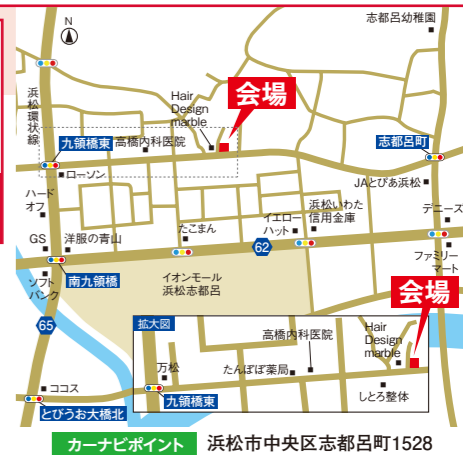 N
志都呂幼稚園
浜松環状線
Hair
Design
marble
会場
九領橋東
高橋内科医院
志都呂町
ローソン
JAとぴあ浜松
ハード
オフ
たこまん
イエロー
ハット
浜松いわた
信用金庫
デニーズ
GS
洋服の青山
62
ファミリー
マート
ソフト
バンク
南九領橋
イオンモール
浜松志都呂
会場
65
拡大図
高橋内科医院
Hair
Design
marble
万松
たんぽぽ薬局
ココス
九領橋東
しとろ整体
とびうお大橋北
カーナビポイント 浜松市中央区志都呂町1528